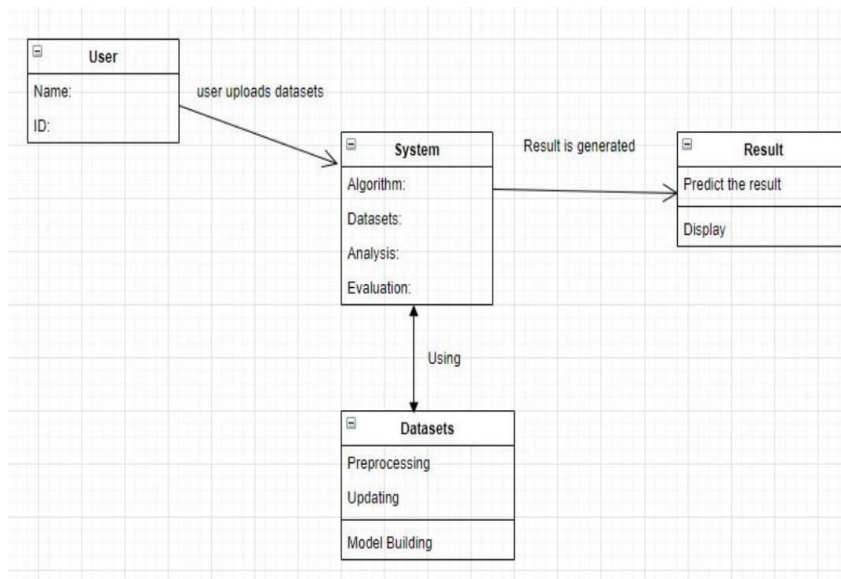 User
Name:
ID:
user uploads datasets
System
Algorithm:
Datasets:
Analysis:
Evaluation:
Result is generated
Result
Predict the result
Display
Using
Datasets
Preprocessing
Updating
Model Building